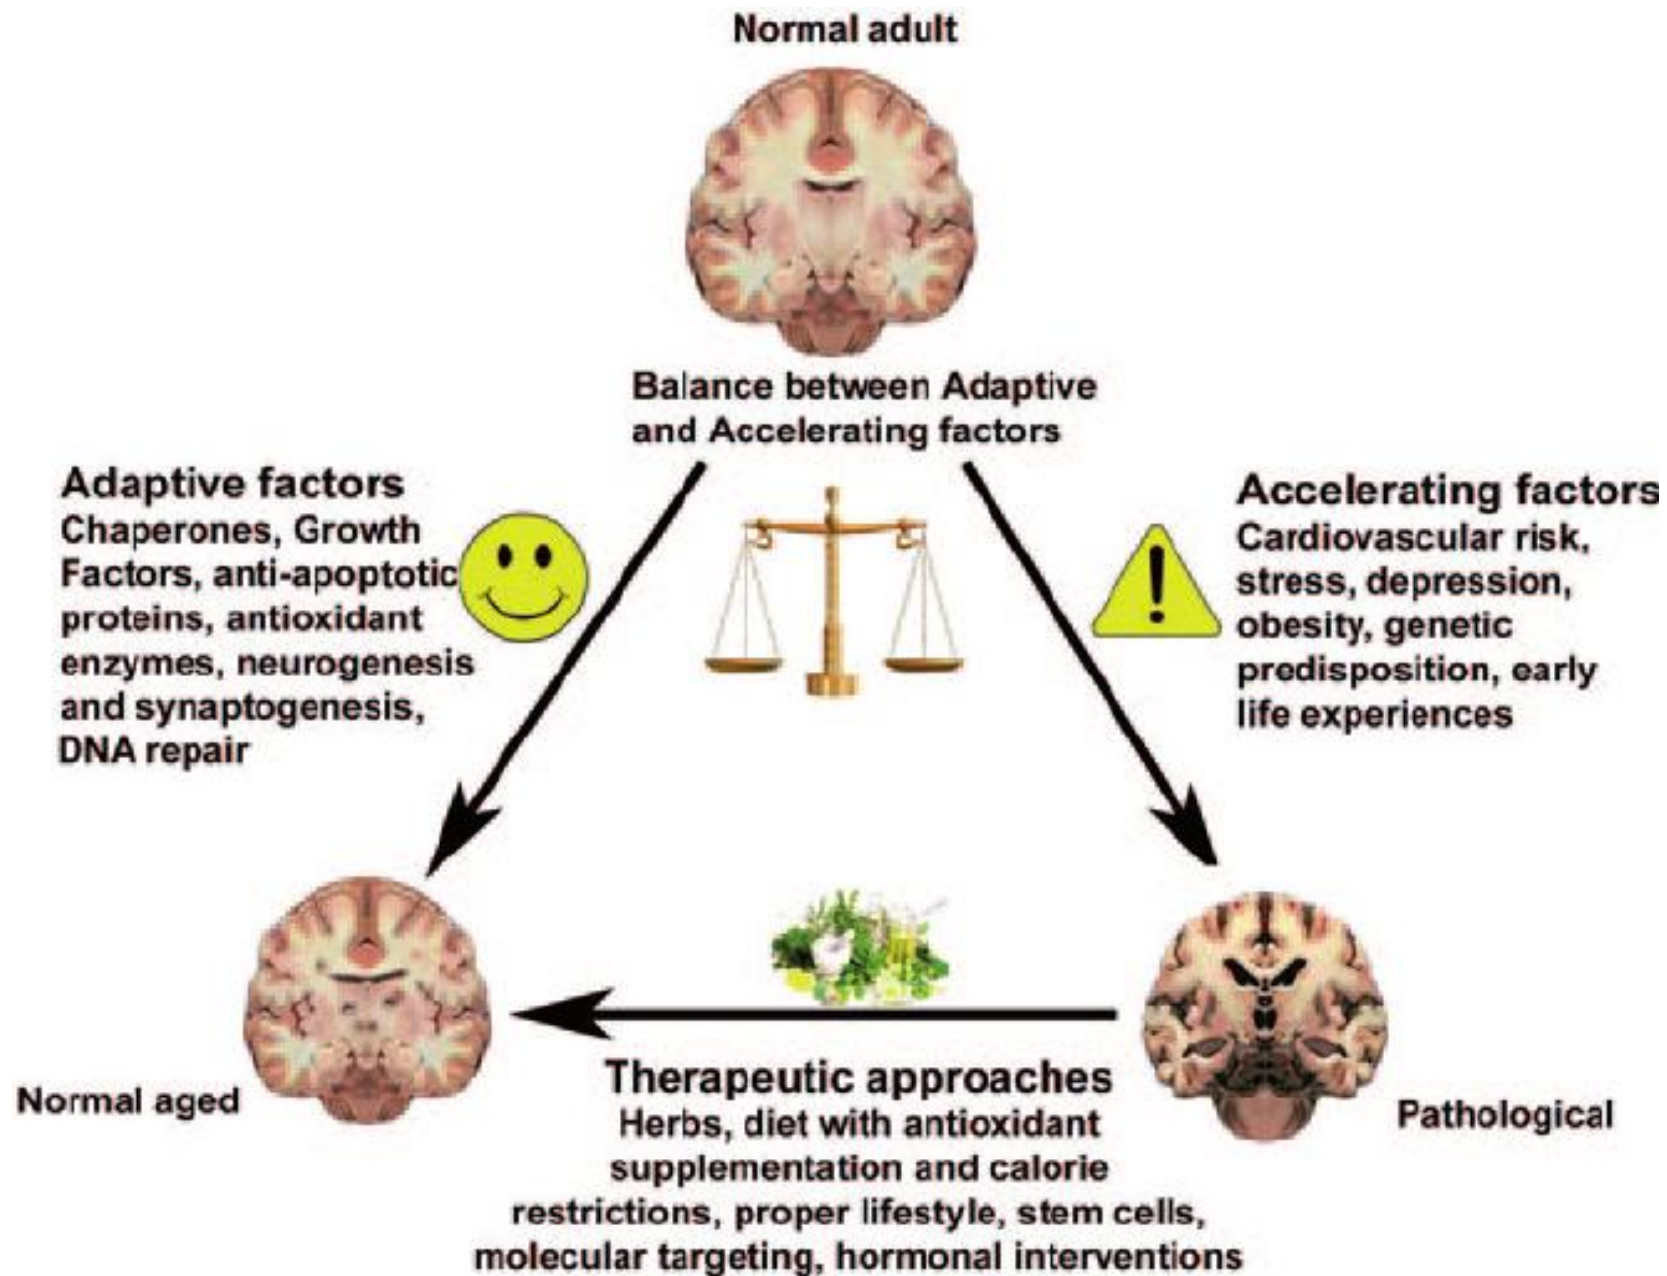 Normal adult
Balance between Adaptive
and Accelerating factors
Adaptive factors
Chaperones, Growth
Factors, anti-apoptotic
proteins, antioxidant
enzymes, neurogenesis
and synaptogenesis,
DNA repair
Accelerating factors
Cardiovascular risk,
stress, depression,
obesity, genetic
predisposition, early
life experiences
Normal aged
Therapeutic approaches
Herbs, diet with antioxidant
supplementation and calorie
restrictions, proper lifestyle, stem cells,
molecular targeting, hormonal interventions
Pathological